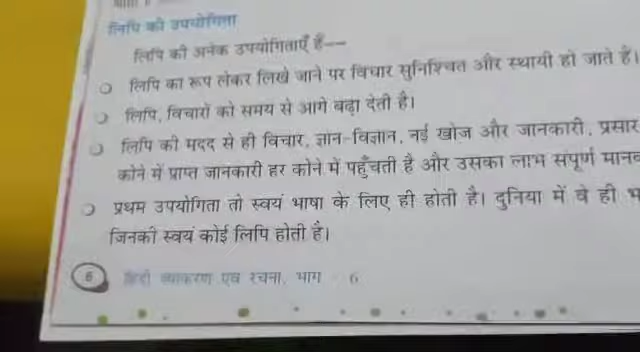 लिपि की उपयोगिता
लिपि की अनेक उपयोगिताएँ हैं—
लिपि का रूप लेकर लिखे जाने पर विचार सुनिश्चित और स्थायी हो जाते हैं।
लिपि, विचारों को समय से आगे बढ़ा देती है।
लिपि की मदद से ही विचार, ज्ञान-विज्ञान, नई खोज और जानकारी, प्रसार
कोने में प्राप्त जानकारी हर कोने में पहुँचती है और उसका लाभ संपूर्ण मानव
प्रथम उपयोगिता तो स्वयं भाषा के लिए ही होती है। दुनिया में वे ही
जिनकी स्वयं कोई लिपि होती है।
6 हिंदी व्याकरण एवं रचना, भाग - 6